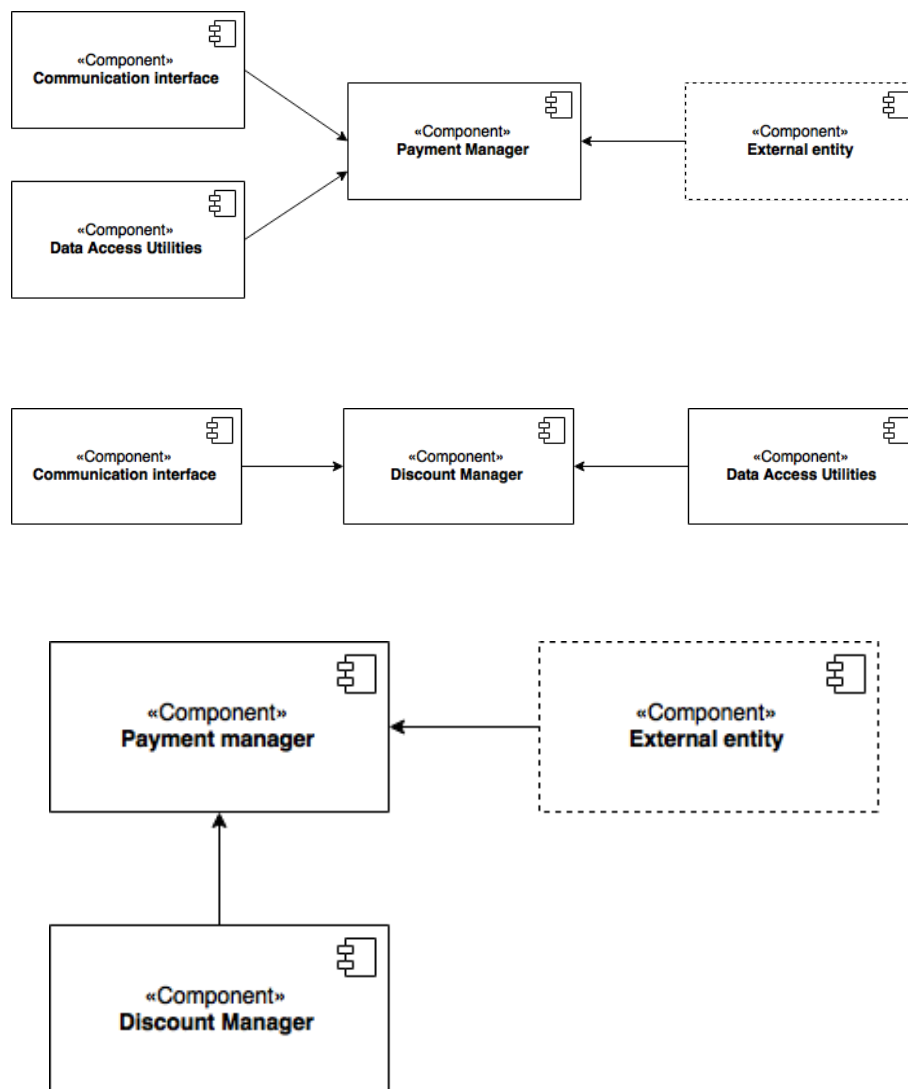 «Component»
Communication interface
«Component»
Payment Manager
«Component»
External entity
«Component»
Data Access Utilities
«Component»
Communication interface
«Component»
Discount Manager
«Component»
Data Access Utilities
«Component»
Payment manager
«Component»
External entity
«Component»
Discount Manager